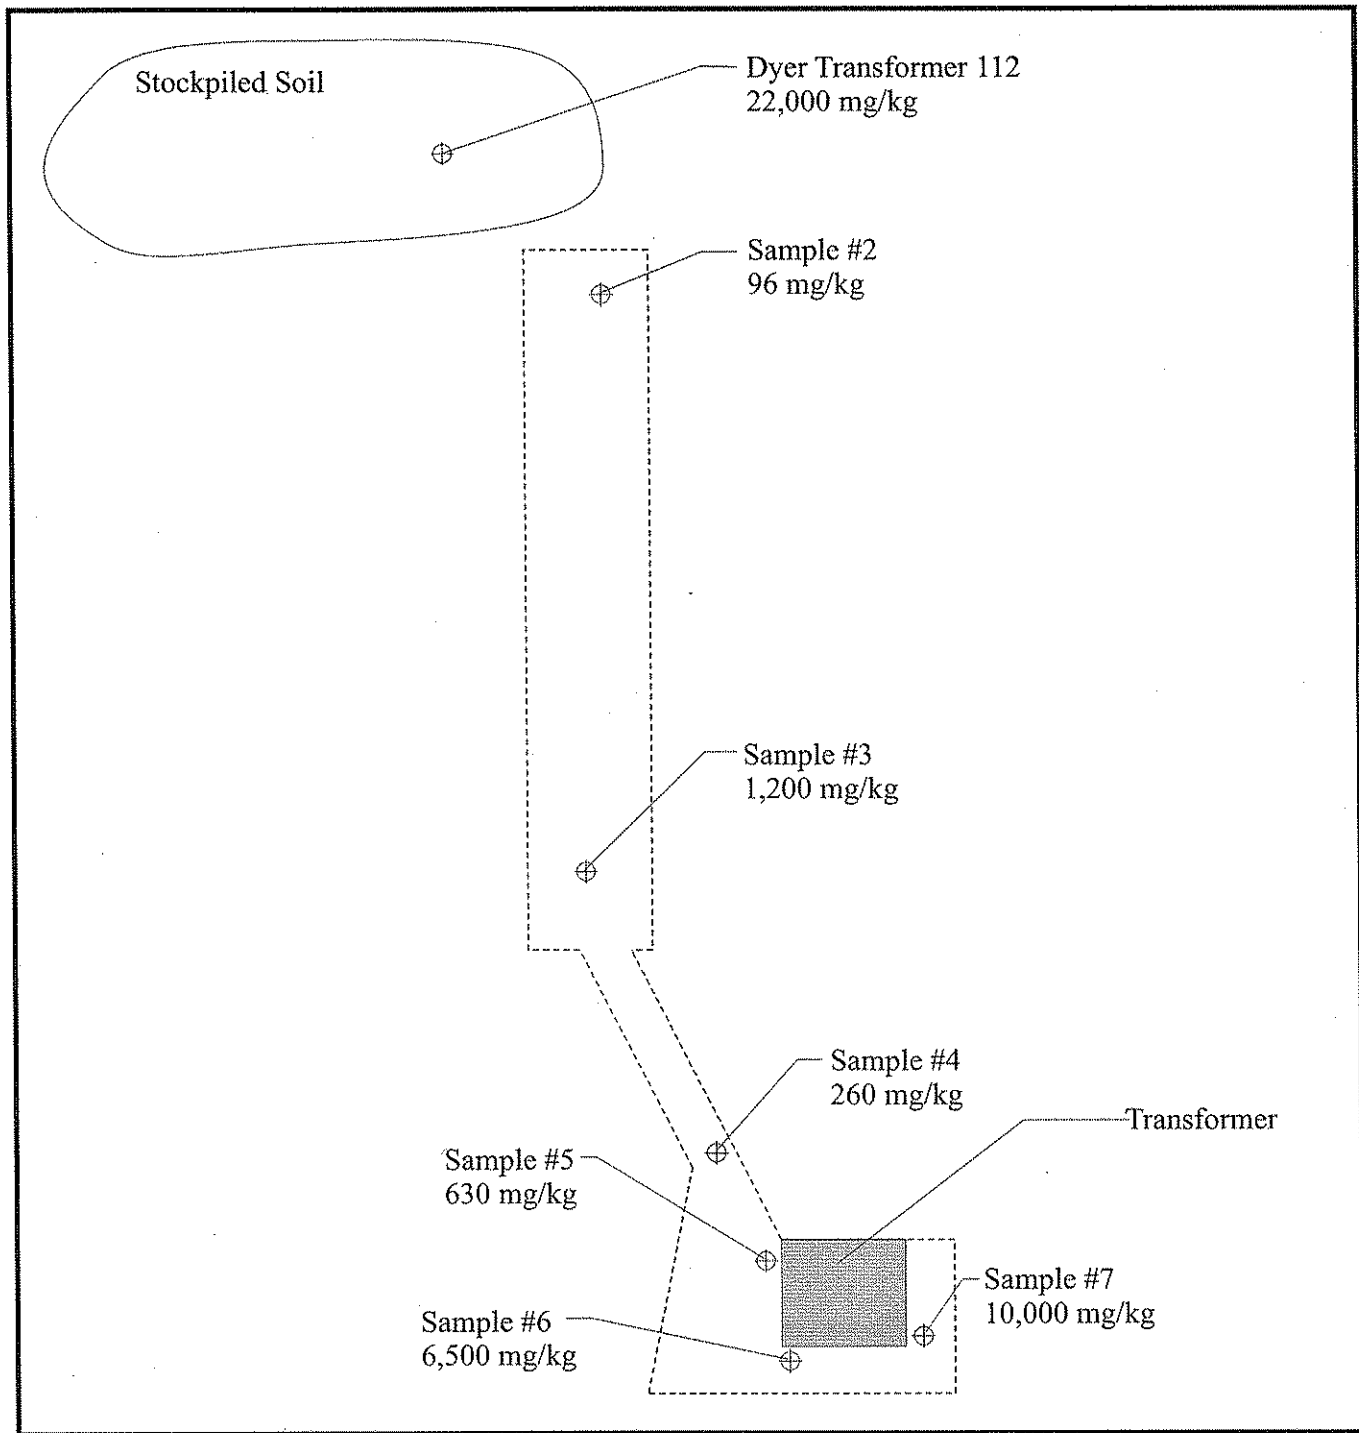 Stockpiled Soil
Dyer Transformer 112
22,000 mg/kg
Sample #2
96 mg/kg
Sample #3
1,200 mg/kg
Sample #4
260 mg/kg
Transformer
Sample #5
630 mg/kg
Sample #7
10,000 mg/kg
Sample #6
6,500 mg/kg